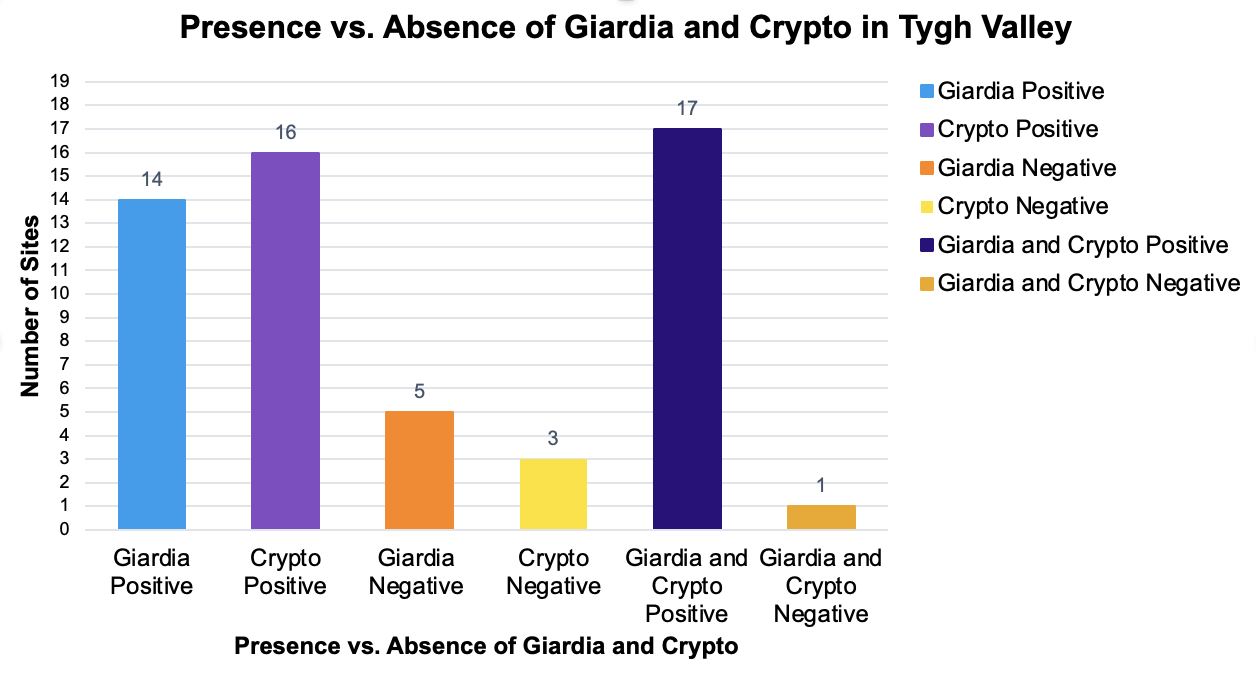 Presence vs. Absence of Giardia and Crypto in Tygh Valley
19
18
17
16
15
14
13
12
11
10
9
8
7
6
5
4
3
2
1
0
Number of Sites
14
16
5
3
17
1
Giardia Positive
Crypto Positive
Giardia Negative
Crypto Negative
Giardia and Crypto Positive
Giardia and Crypto Negative
Giardia
Positive
Crypto
Positive
Giardia
Negative
Crypto
Negative
Giardia and
Crypto
Positive
Giardia and
Crypto
Negative
Presence vs. Absence of Giardia and Crypto